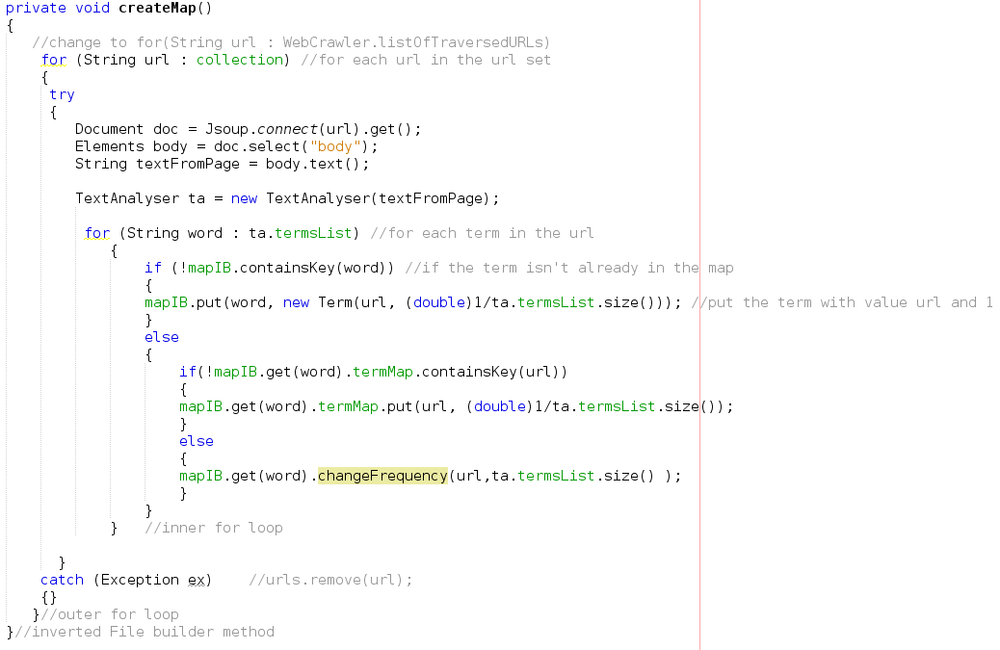 private void createMap()
{
//change to for(String url : WebCrawler.listOfTraversedURLs)
for (String url : collection) //for each url in the url set
{
try
{
Document doc = Jsoup.connect(url).get();
Elements body = doc.select("body");
String textFromPage = body.text();
TextAnalyser ta = new TextAnalyser(textFromPage);
for (String word : ta.termsList) //for each term in the url
{
if (!mapIB.containsKey(word)) //if the term isn't already in the map
{
mapIB.put(word, new Term(url, (double)1/ta.termsList.size())); //put the term with value url and 1
}
else
{
if(!mapIB.get(word).termMap.containsKey(url))
{
mapIB.get(word).termMap.put(url, (double)1/ta.termsList.size());
}
else
{
mapIB.get(word).changeFrequency(url,ta.termsList.size() );
}
}
} //inner for loop
}
catch (Exception ex) //urls.remove(url);
{}
}//outer for loop
}//inverted File builder method